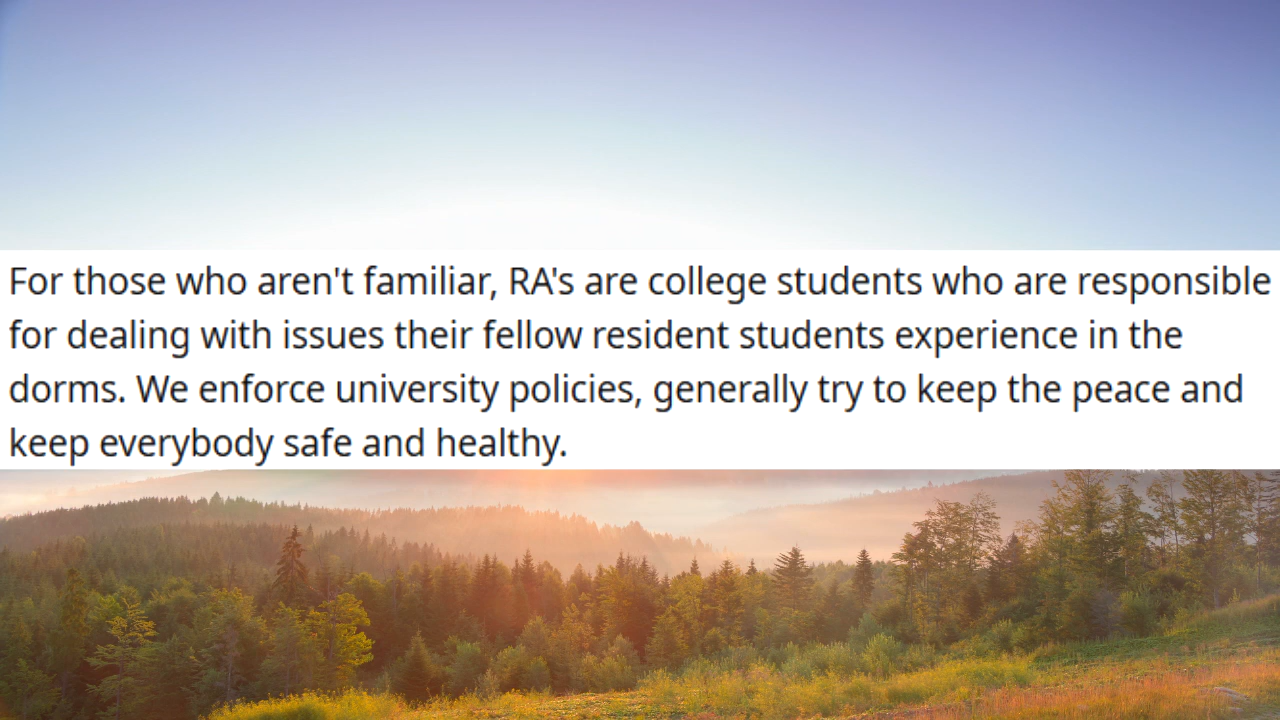 For those who aren't familiar, RA's are college students who are responsible
for dealing with issues their fellow resident students experience in the
dorms. We enforce university policies, generally try to keep the peace and
keep everybody safe and healthy.